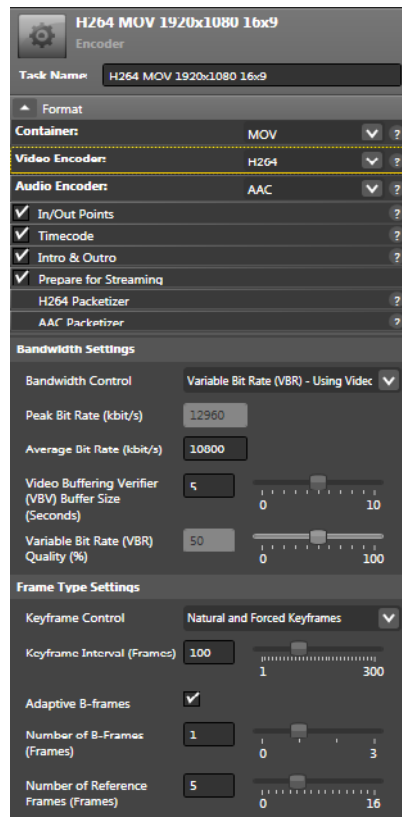 H264 MOV 1920x1080 16x9
Encoder
Task Name: H264 MOV 1920x1080 16x9
Format
Container: MOV ?
Video Encoder: H264 ?
Audio Encoder: AAC ?
In/Out Points ?
Timecode ?
Intro & Outro ?
Prepare for Streaming
H264 Packetizer ?
AAC Packetizer ?
Bandwidth Settings
Bandwidth Control Variable Bit Rate (VBR) - Using Videc
Peak Bit Rate (kbit/s) 12960
Average Bit Rate (kbit/s) 10800
Video Buffering Verifier
(VBV) Buffer Size
(Seconds)
5
0 10
Variable Bit Rate (VBR)
Quality (%)
50
0 100
Frame Type Settings
Keyframe Control Natural and Forced Keyframes
Keyframe Interval (Frames) 100
1 300
Adaptive B-frames
Number of B-Frames
(Frames)
1
0 3
Number of Reference
Frames (Frames)
5
0 16